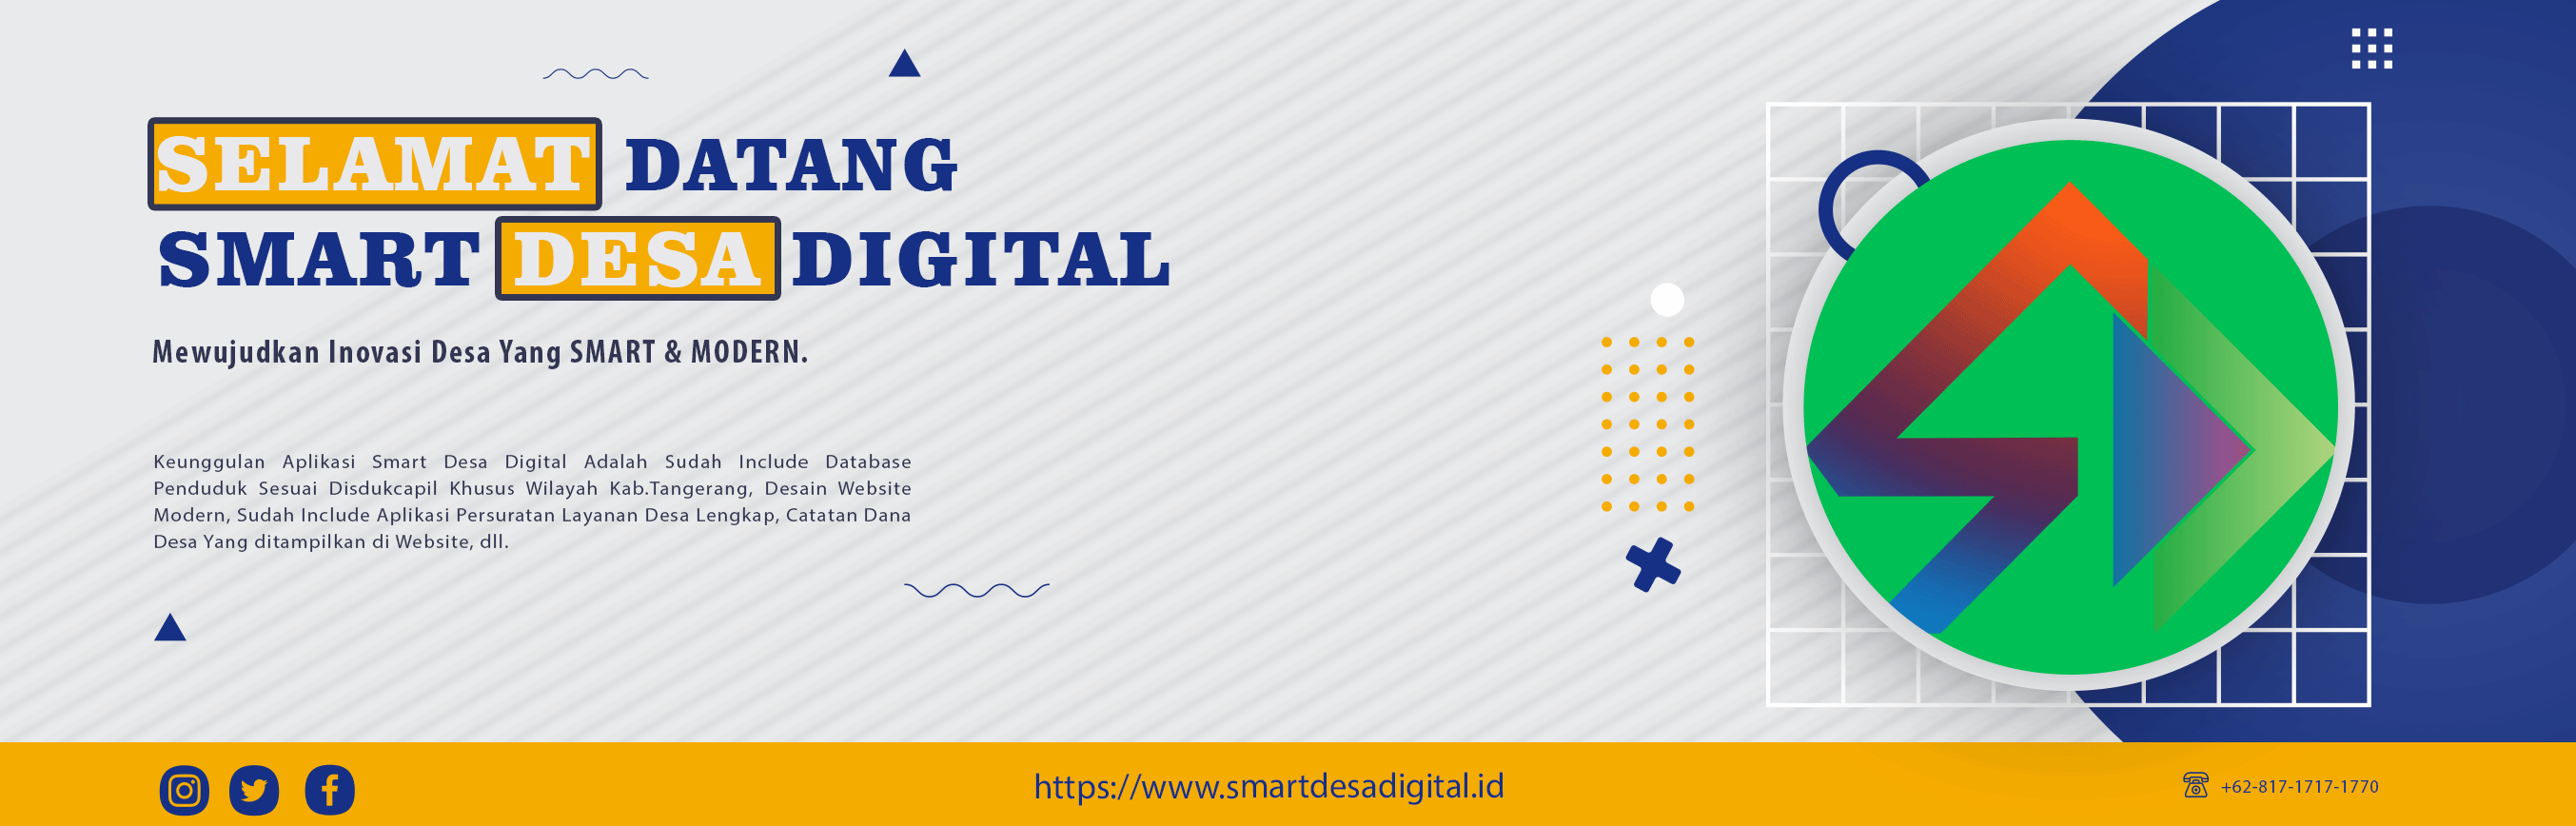 SELAMAT DATANG
SMART DESA DIGITAL
Mewujudkan Inovasi Desa Yang SMART & MODERN.
Keunggulan Aplikasi Smart Desa Digital Adalah Sudah Include Database
Penduduk Sesuai Disdukcapil Khusus Wilayah Kab.Tangerang, Desain Website
Modern, Sudah Include Aplikasi Persuratan Layanan Desa Lengkap, Catatan Dana
Desa Yang ditampilkan di Website, dll.
https://www.smartdesadigital.id
+62-817-1717-1770